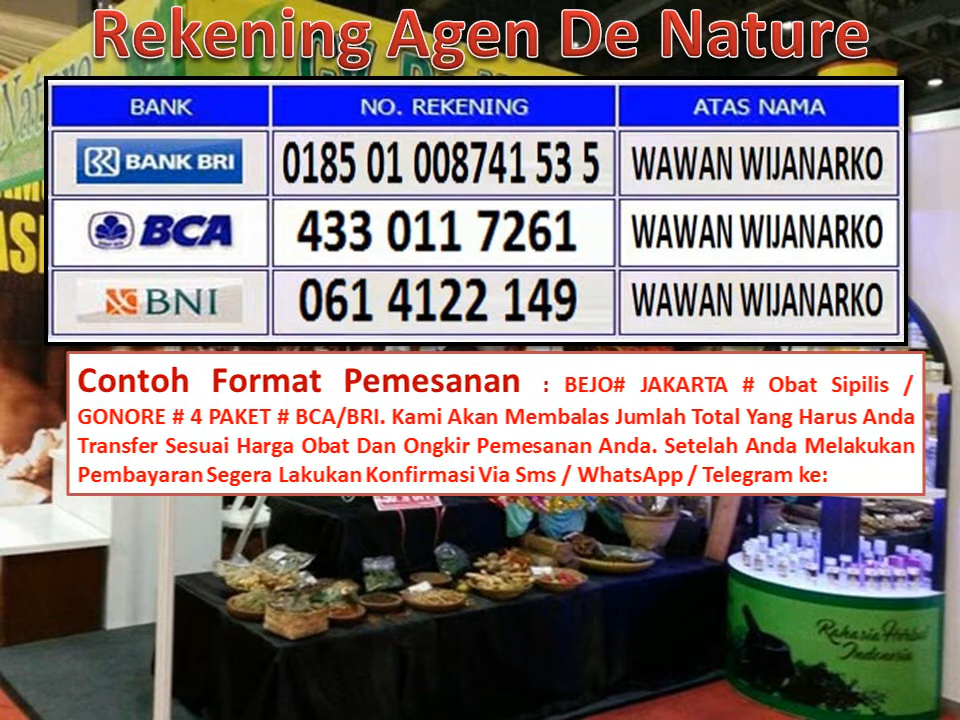 Rekening Agen De Nature
BANK NO. REKENING ATAS NAMA
BANK BRI 0185 01 008741 53 5 WAWAN WIJANARKO
BCA 433 011 7261 WAWAN WIJANARKO
BNI 061 4122 149 WAWAN WIJANARKO
Contoh Format Pemesanan : BEJO# JAKARTA # Obat Sipilis /
GONORE # 4 PAKET # BCA/BRI. Kami Akan Membalas Jumlah Total Yang Harus Anda
Transfer Sesuai Harga Obat Dan Ongkir Pemesanan Anda. Setelah Anda Melakukan
Pembayaran Segera Lakukan Konfirmasi Via Sms / WhatsApp / Telegram ke:
Rahasia Herbal
Indonesia